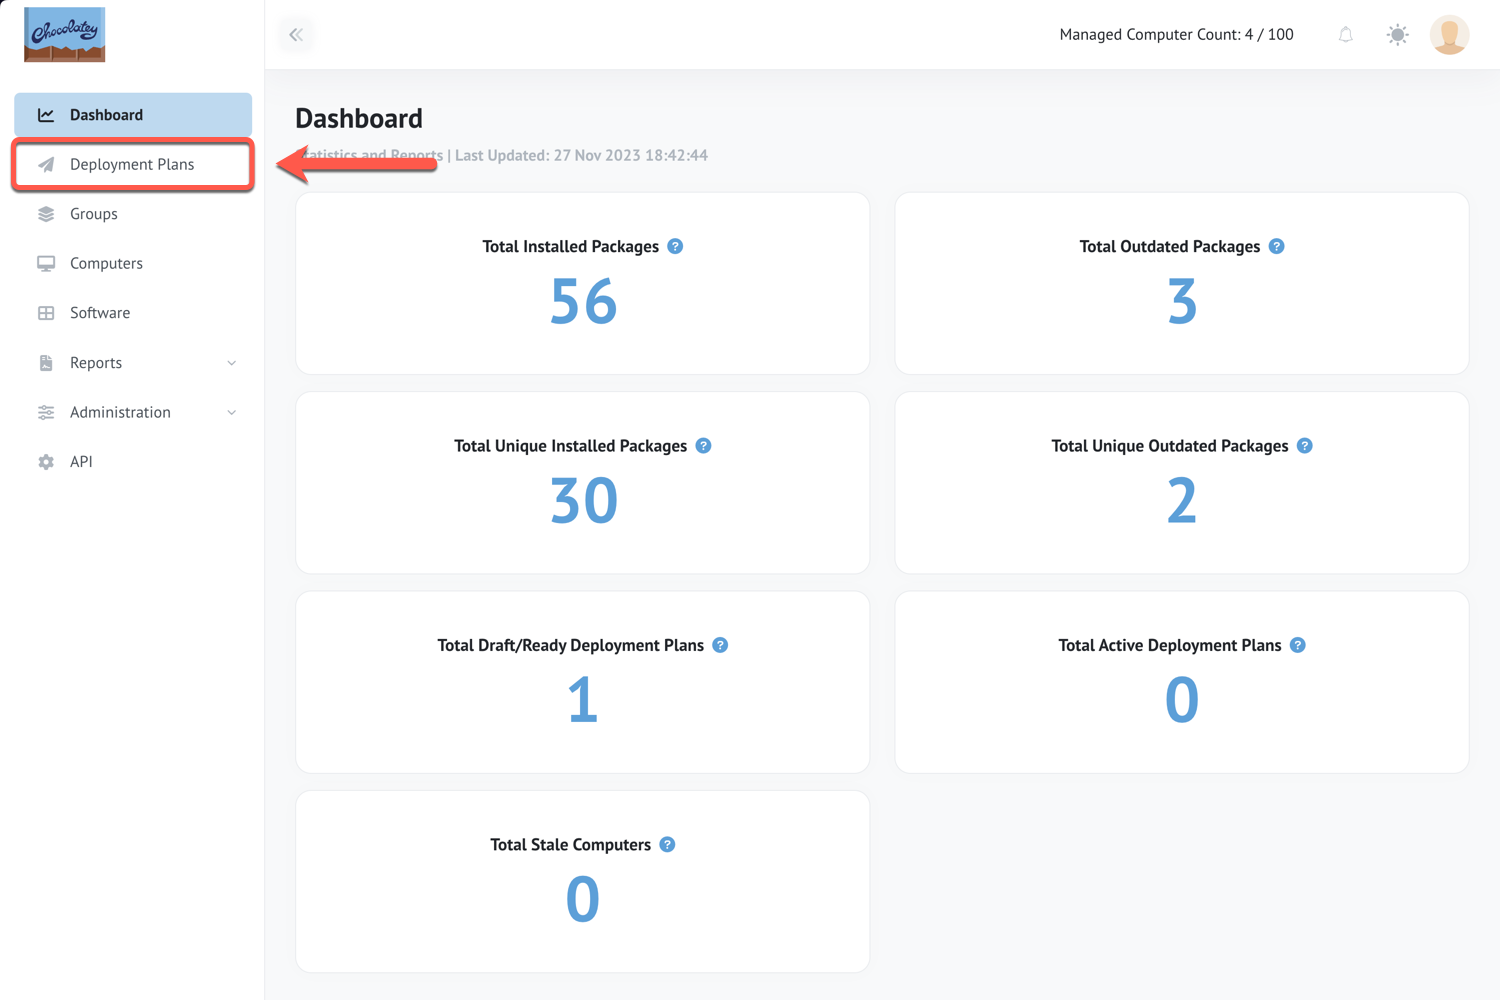 Chocolatey
Managed Computer Count: 4 / 100
Dashboard
Deployment Plans
Groups
Computers
Software
Reports
Administration
API
Dashboard
Statistics and Reports | Last Updated: 27 Nov 2023 18:42:44
Total Installed Packages ?
56
Total Outdated Packages ?
3
Total Unique Installed Packages ?
30
Total Unique Outdated Packages ?
2
Total Draft/Ready Deployment Plans ?
1
Total Active Deployment Plans ?
0
Total Stale Computers ?
0